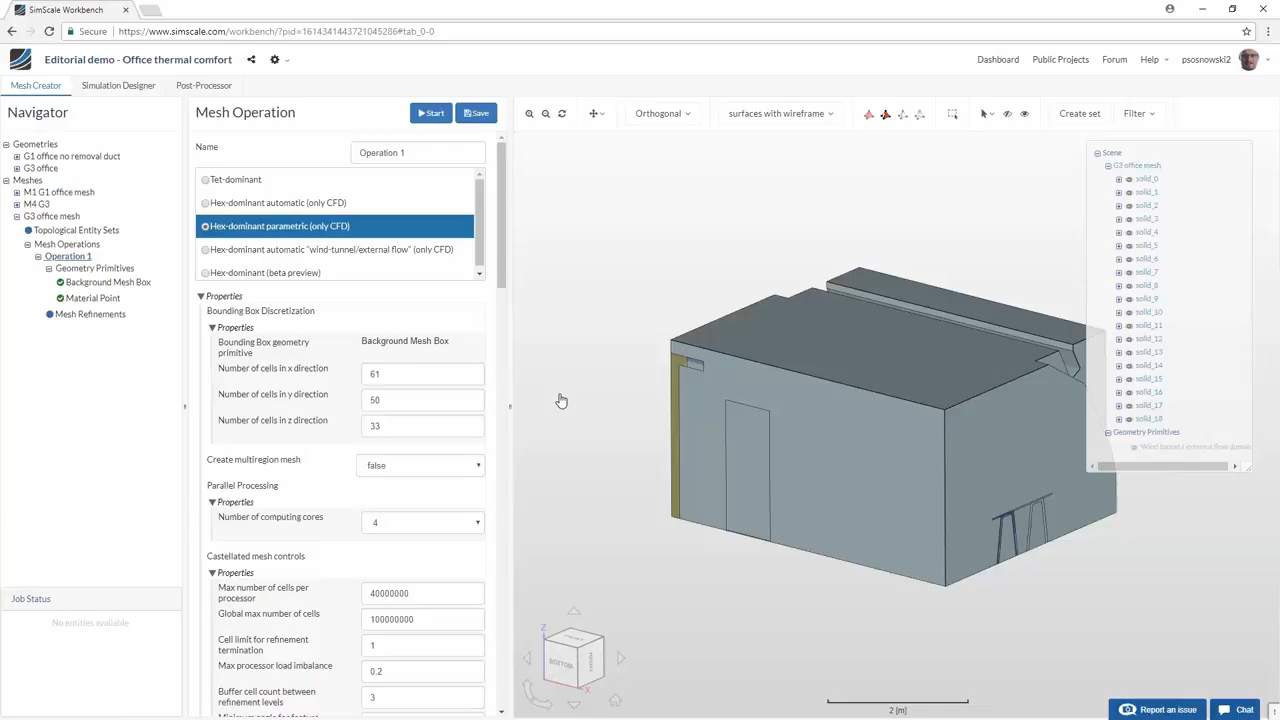 SimScale Workbench
Secure https://www.simscale.com/workbench/?pid=1614341443721045286#tab_0-0
Editorial demo - Office thermal comfort
Dashboard Public Projects Forum Help psosnowski2
Mesh Creator Simulation Designer Post-Processor
Navigator
Geometries
G1 office no removal duct
G3 office
Meshes
M1 G1 office mesh
M4 G3
G3 office mesh
Topological Entity Sets
Mesh Operations
Operation 1
Geometry Primitives
Background Mesh Box
Material Point
Mesh Refinements
Job Status
No entities available
Mesh Operation
Start Save
Name Operation 1
Tet-dominant
Hex-dominant automatic (only CFD)
Hex-dominant parametric (only CFD)
Hex-dominant automatic "wind-tunnel/external flow" (only CFD)
Hex-dominant (beta preview)
Properties
Bounding Box Discretization
Properties
Bounding Box geometry primitive Background Mesh Box
Number of cells in x direction 61
Number of cells in y direction 50
Number of cells in z direction 33
Create multiregion mesh false
Parallel Processing
Properties
Number of computing cores 4
Castellated mesh controls
Properties
Max number of cells per processor 40000000
Global max number of cells 100000000
Cell limit for refinement termination 1
Max processor load imbalance 0.2
Buffer cell count between refinement levels 3
Orthogonal surfaces with wireframe Create set Filter
Scene
G3 office mesh
solid_0
solid_1
solid_2
solid_3
solid_4
solid_5
solid_6
solid_7
solid_8
solid_9
solid_10
solid_11
solid_12
solid_13
solid_14
solid_15
solid_16
solid_17
solid_18
Geometry Primitives
Wind tunnel / external flow domain
Z
BOTTOM
X
2 [m]
Report an issue Chat